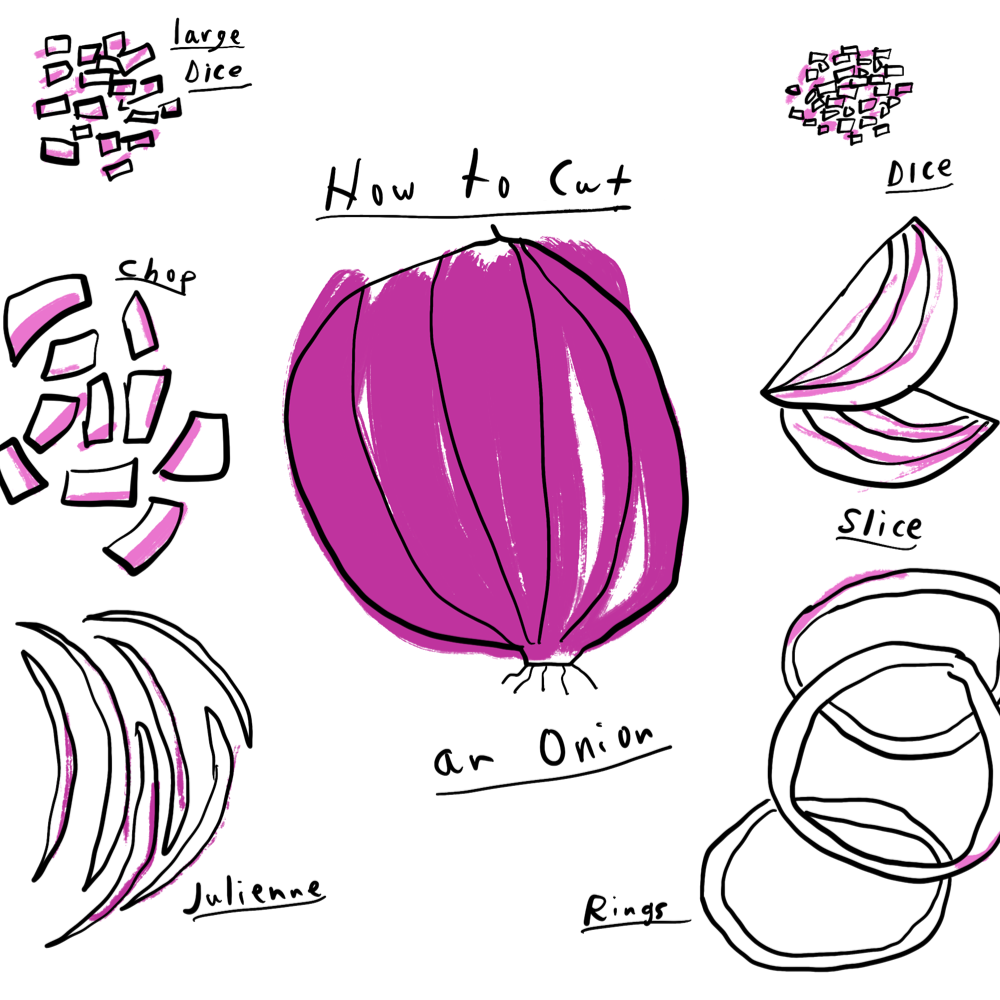 large
Dice
Dice
How to Cut
Chop
Slice
an Onion
Julienne
Rings